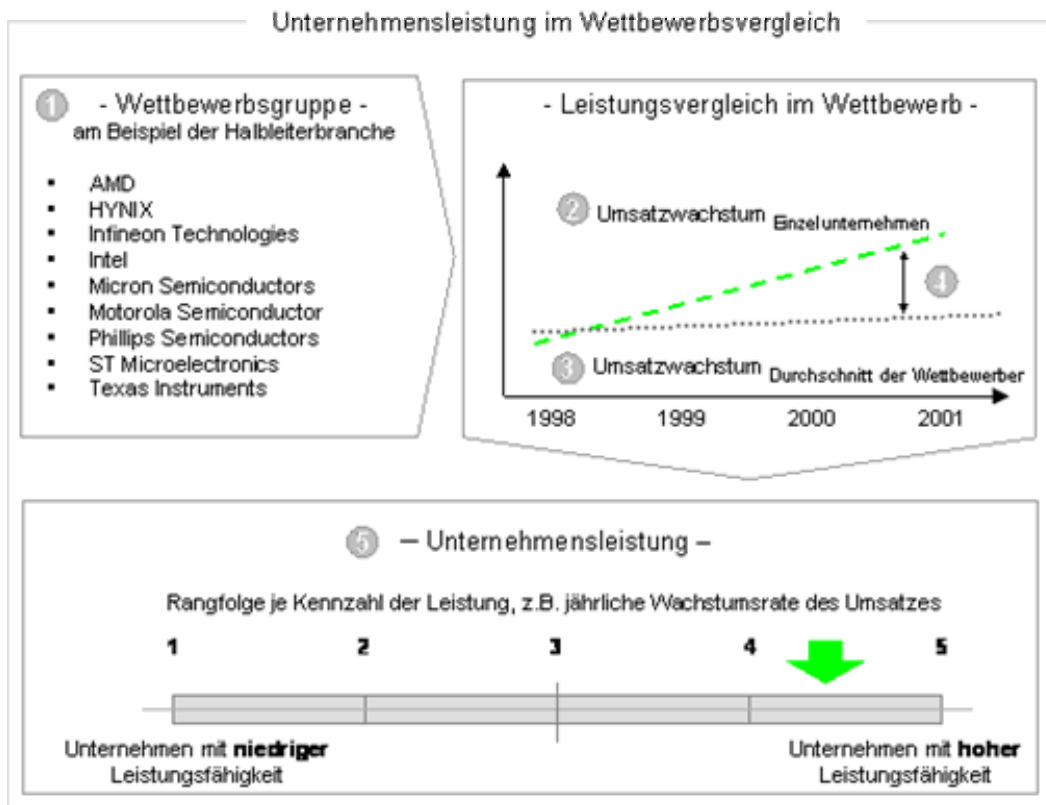 Unternehmensleistung im Wettbewerbsvergleich
1 - Wettbewerbsgruppe -
am Beispiel der Halbleiterbranche
▪ AMD
▪ HYNIX
▪ Infineon Technologies
▪ Intel
▪ Micron Semiconductors
▪ Motorola Semiconductor
▪ Phillips Semiconductors
▪ ST Microelectronics
▪ Texas Instruments
- Leistungsvergleich im Wettbewerb -
2 Umsatzwachstum Einzelunternehmen
4
3 Umsatzwachstum Durchschnitt der Wettbewerber
1998 1999 2000 2001
5 – Unternehmensleistung –
Rangfolge je Kennzahl der Leistung, z.B. jährliche Wachstumsrate des Umsatzes
1 2 3 4 5
Unternehmen mit niedriger
Leistungsfähigkeit
Unternehmen mit hoher
Leistungsfähigkeit